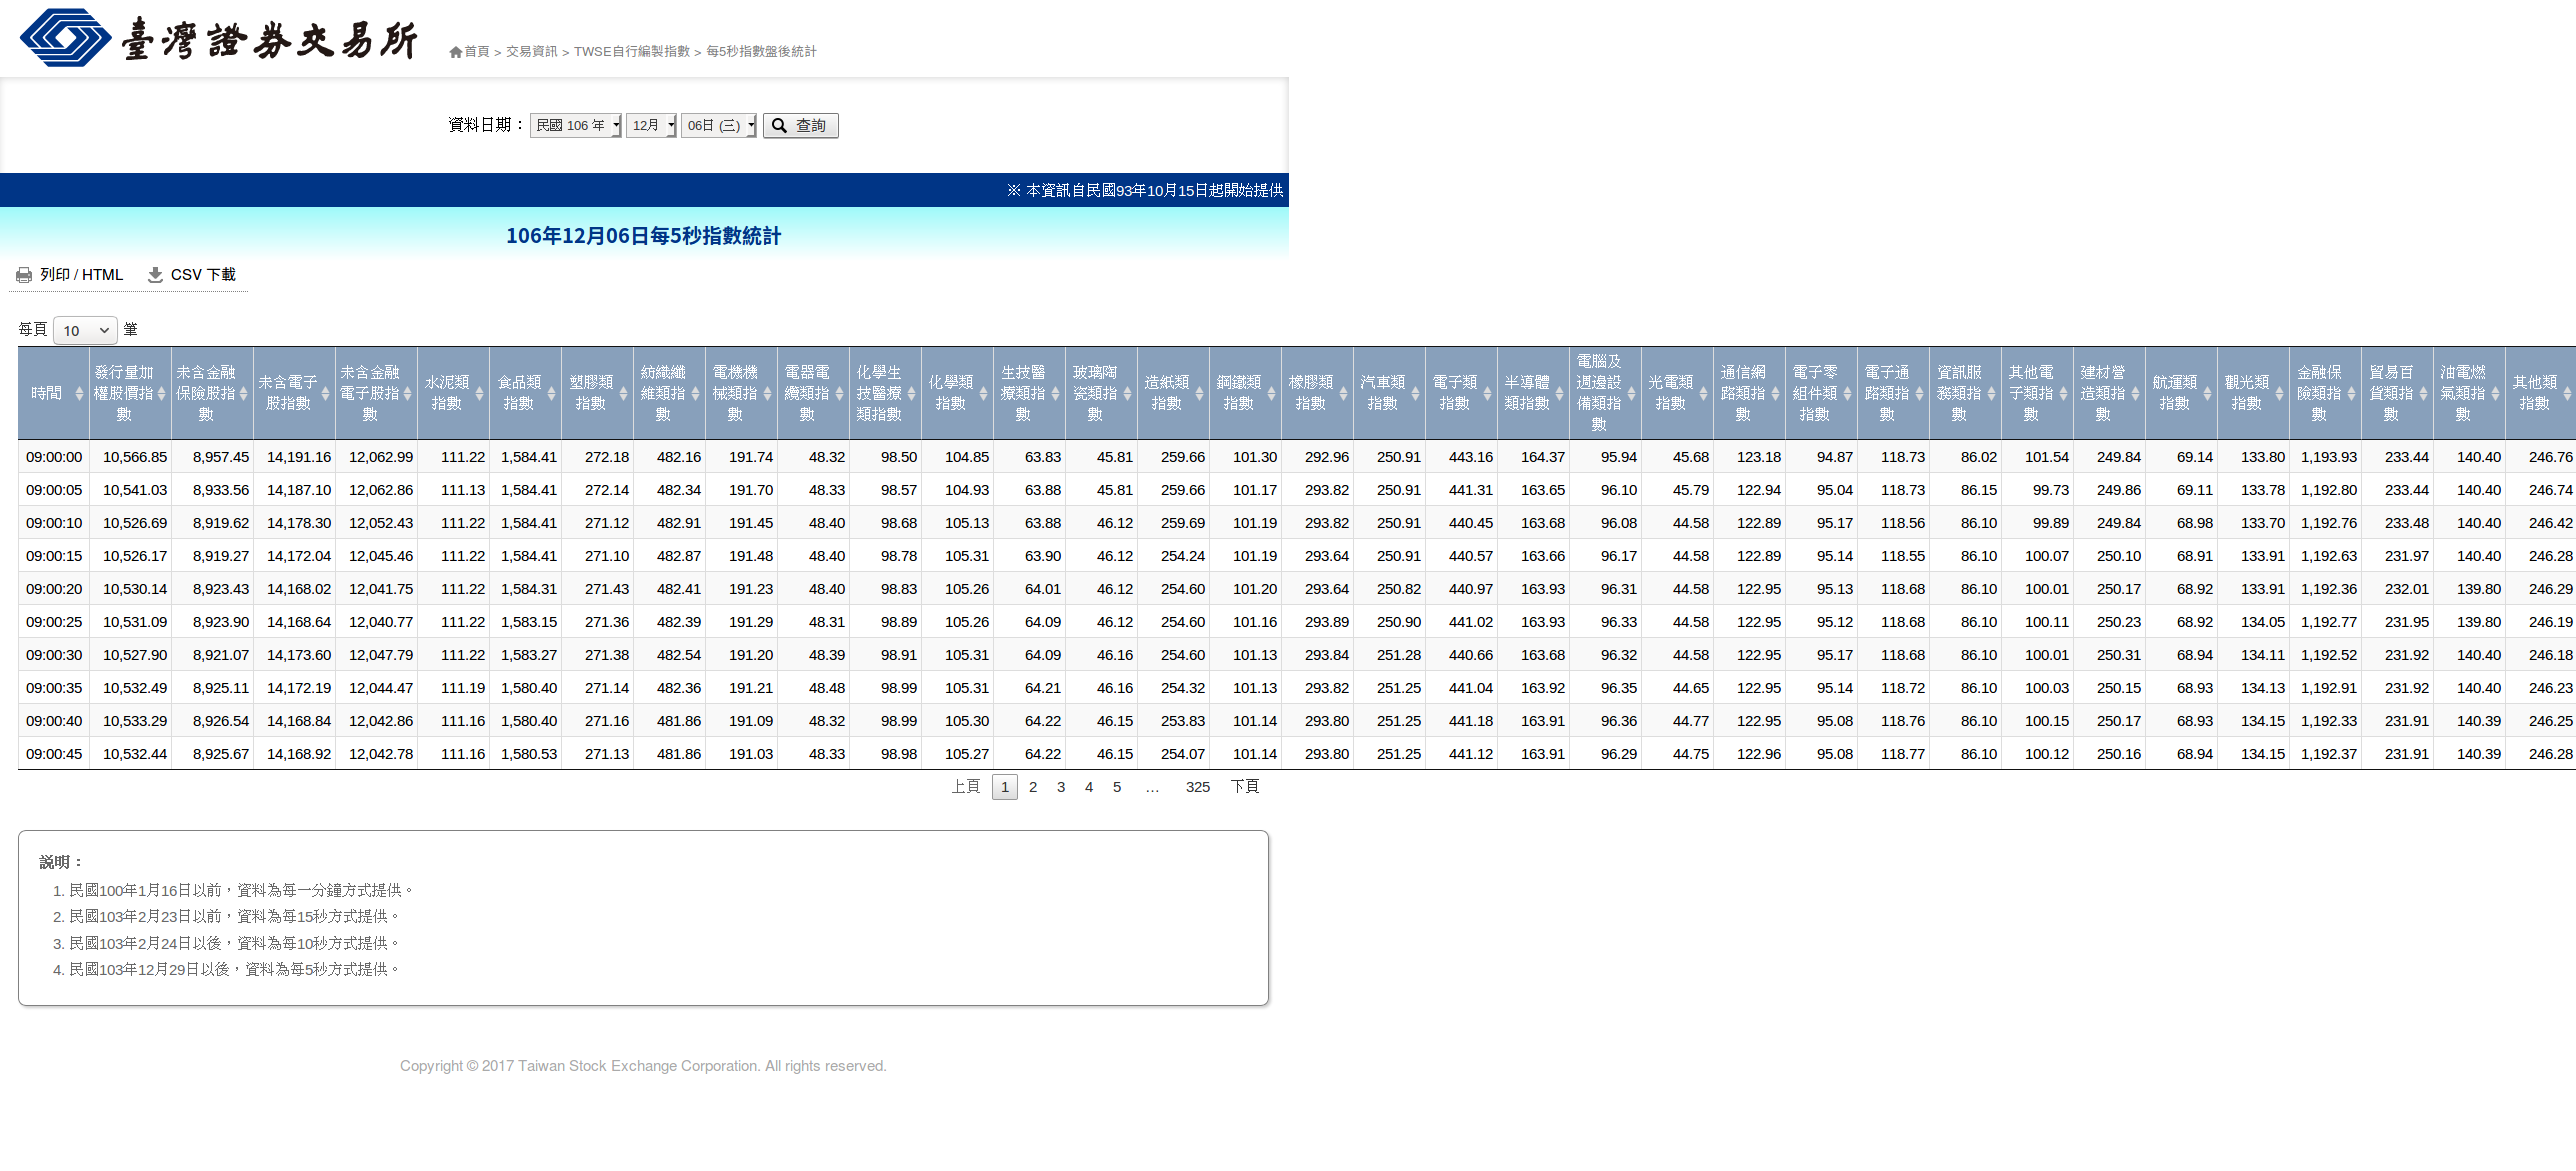 臺灣證券交易所
首頁 > 交易資訊 > TWSE自行編製指數 > 每5秒指數盤後統計
資料日期： 民國 106 年 12月 06日 (三) 查詢
※ 本資訊自民國93年10月15日起開始提供
106年12月06日每5秒指數統計
列印 / HTML CSV 下載
每頁 10 筆
時間 發行量加權股價指數 未含金融保險股指數 未含電子股指數 未含金融電子股指數 水泥類指數 食品類指數 塑膠類指數 紡織纖維類指數 電機機械類指數 電器電纜類指數 化學生技醫療類指數 化學類指數 生技醫療類指數 玻璃陶瓷類指數 造紙類指數 鋼鐵類指數 橡膠類指數 汽車類指數 電子類指數 半導體類指數 電腦及週邊設備類指數 光電類指數 通信網路類指數 電子零組件類指數 電子通路類指數 資訊服務類指數 其他電子類指數 建材營造類指數 航運類指數 觀光類指數 金融保險類指數 貿易百貨類指數 油電燃氣類指數 其他類指數
09:00:00 10,566.85 8,957.45 14,191.16 12,062.99 111.22 1,584.41 272.18 482.16 191.74 48.32 98.50 104.85 63.83 45.81 259.66 101.30 292.96 250.91 443.16 164.37 95.94 45.68 123.18 94.87 118.73 86.02 101.54 249.84 69.14 133.80 1,193.93 233.44 140.40 246.76
09:00:05 10,541.03 8,933.56 14,187.10 12,062.86 111.13 1,584.41 272.14 482.34 191.70 48.33 98.57 104.93 63.88 45.81 259.66 101.17 293.82 250.91 441.31 163.65 96.10 45.79 122.94 95.04 118.73 86.15 99.73 249.86 69.11 133.78 1,192.80 233.44 140.40 246.74
09:00:10 10,526.69 8,919.62 14,178.30 12,052.43 111.22 1,584.41 271.12 482.91 191.45 48.40 98.68 105.13 63.88 46.12 259.69 101.19 293.82 250.91 440.45 163.68 96.08 44.58 122.89 95.17 118.56 86.10 99.89 249.84 68.98 133.70 1,192.76 233.48 140.40 246.42
09:00:15 10,526.17 8,919.27 14,172.04 12,045.46 111.22 1,584.41 271.10 482.87 191.48 48.40 98.78 105.31 63.90 46.12 254.24 101.19 293.64 250.91 440.57 163.66 96.17 44.58 122.89 95.14 118.55 86.10 100.07 250.10 68.91 133.91 1,192.63 231.97 140.40 246.28
09:00:20 10,530.14 8,923.43 14,168.02 12,041.75 111.22 1,584.31 271.43 482.41 191.23 48.40 98.83 105.26 64.01 46.12 254.60 101.20 293.64 250.82 440.97 163.93 96.31 44.58 122.95 95.13 118.68 86.10 100.01 250.17 68.92 133.91 1,192.36 232.01 139.80 246.29
09:00:25 10,531.09 8,923.90 14,168.64 12,040.77 111.22 1,583.15 271.36 482.39 191.29 48.31 98.89 105.26 64.09 46.12 254.60 101.16 293.89 250.90 441.02 163.93 96.33 44.58 122.95 95.12 118.68 86.10 100.11 250.23 68.92 134.05 1,192.77 231.95 139.80 246.19
09:00:30 10,527.90 8,921.07 14,173.60 12,047.79 111.22 1,583.27 271.38 482.54 191.20 48.39 98.91 105.31 64.09 46.16 254.60 101.13 293.84 251.28 440.66 163.68 96.32 44.58 122.95 95.17 118.68 86.10 100.01 250.31 68.94 134.11 1,192.52 231.92 140.40 246.18
09:00:35 10,532.49 8,925.11 14,172.19 12,044.47 111.19 1,580.40 271.14 482.36 191.21 48.48 98.99 105.31 64.21 46.16 254.32 101.13 293.82 251.25 441.04 163.92 96.35 44.65 122.95 95.14 118.72 86.10 100.03 250.15 68.93 134.13 1,192.91 231.92 140.40 246.23
09:00:40 10,533.29 8,926.54 14,168.84 12,042.86 111.16 1,580.40 271.16 481.86 191.09 48.32 98.99 105.30 64.22 46.15 253.83 101.14 293.80 251.25 441.18 163.91 96.36 44.77 122.95 95.08 118.76 86.10 100.15 250.17 68.93 134.15 1,192.33 231.91 140.39 246.25
09:00:45 10,532.44 8,925.67 14,168.92 12,042.78 111.16 1,580.53 271.13 481.86 191.03 48.33 98.98 105.27 64.22 46.15 254.07 101.14 293.80 251.25 441.12 163.91 96.29 44.75 122.96 95.08 118.77 86.10 100.12 250.16 68.94 134.15 1,192.37 231.91 140.39 246.28
上頁 1 2 3 4 5 … 325 下頁
說明：
1. 民國100年1月16日以前，資料為每一分鐘方式提供。
2. 民國103年2月23日以前，資料為每15秒方式提供。
3. 民國103年2月24日以後，資料為每10秒方式提供。
4. 民國103年12月29日以後，資料為每5秒方式提供。
Copyright © 2017 Taiwan Stock Exchange Corporation. All rights reserved.